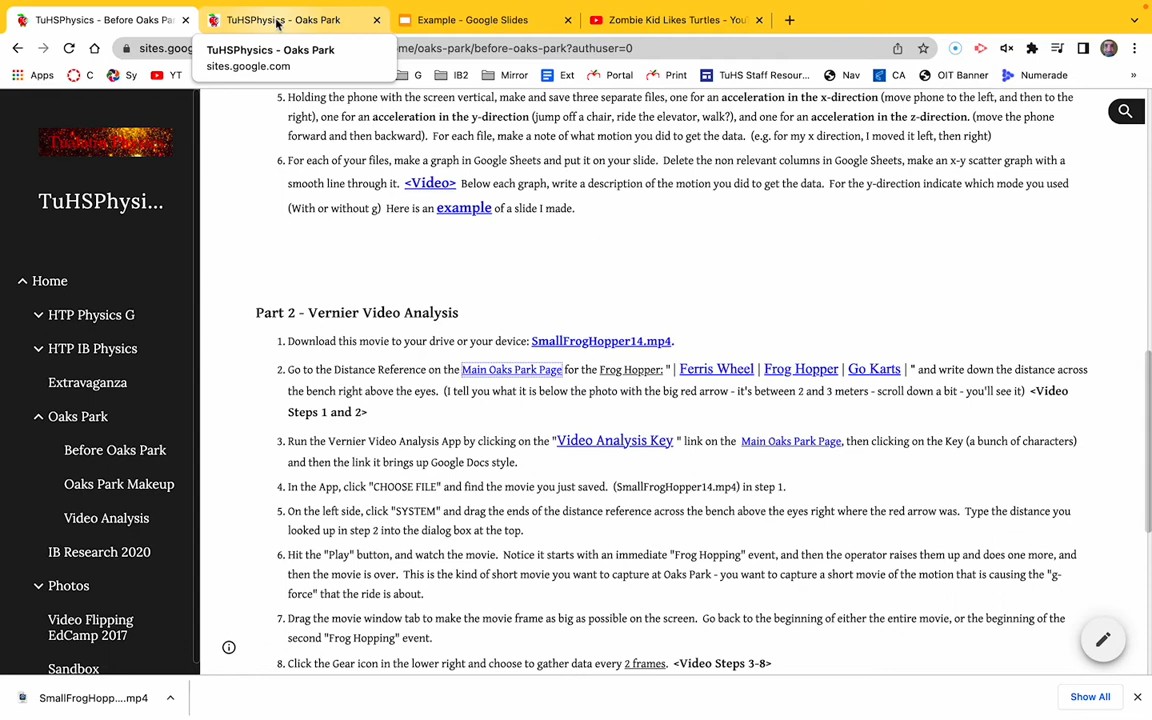 TuHSPhysics - Before Oaks Pa
TuHSPhysics - Oaks Park
Example - Google Slides
Zombie Kid Likes Turtles - You
sites.goog
me/oaks-park/before-oaks-park?authuser=0
TuHSPhysics - Oaks Park
sites.google.com
Apps
C
Sy
YT
G
IB2
Mirror
Ext
Portal
Print
TuHS Staff Resour...
Nav
CA
OIT Banner
Numerade
»
TuHSPhysi...
Home
HTP Physics G
HTP IB Physics
Extravaganza
Oaks Park
Before Oaks Park
Oaks Park Makeup
Video Analysis
IB Research 2020
Photos
Video Flipping
EdCamp 2017
Sandbox
5. Holding the phone with the screen vertical, make and save three separate files, one for an acceleration in the x-direction (move phone to the left, and then to the
right), one for an acceleration in the y-direction (jump off a chair, ride the elevator, walk?), and one for an acceleration in the z-direction. (move the phone
forward and then backward). For each file, make a note of what motion you did to get the data. (e.g. for my x direction, I moved it left, then right)
6. For each of your files, make a graph in Google Sheets and put it on your slide. Delete the non relevant columns in Google Sheets, make an x-y scatter graph with a
smooth line through it. <Video> Below each graph, write a description of the motion you did to get the data. For the y-direction indicate which mode you used
(With or without g) Here is an example of a slide I made.
Part 2 - Vernier Video Analysis
1. Download this movie to your drive or your device: SmallFrogHopper14.mp4.
2. Go to the Distance Reference on the Main Oaks Park Page for the Frog Hopper: " | Ferris Wheel | Frog Hopper | Go Karts | " and write down the distance across
the bench right above the eyes. (I tell you what it is below the photo with the big red arrow - it's between 2 and 3 meters - scroll down a bit - you'll see it) <Video
Steps 1 and 2>
3. Run the Vernier Video Analysis App by clicking on the "Video Analysis Key " link on the Main Oaks Park Page, then clicking on the Key (a bunch of characters)
and then the link it brings up Google Docs style.
4. In the App, click "CHOOSE FILE" and find the movie you just saved. (SmallFrogHopper14.mp4) in step 1.
5. On the left side, click "SYSTEM" and drag the ends of the distance reference across the bench above the eyes right where the red arrow was. Type the distance you
looked up in step 2 into the dialog box at the top.
6. Hit the "Play" button, and watch the movie. Notice it starts with an immediate "Frog Hopping" event, and then the operator raises them up and does one more, and
then the movie is over. This is the kind of short movie you want to capture at Oaks Park - you want to capture a short movie of the motion that is causing the "g-
force" that the ride is about.
7. Drag the movie window tab to make the movie frame as big as possible on the screen. Go back to the beginning of either the entire movie, or the beginning of the
second "Frog Hopping" event.
8. Click the Gear icon in the lower right and choose to gather data every 2 frames. <Video Steps 3-8>
SmallFrogHopp....mp4
Show All